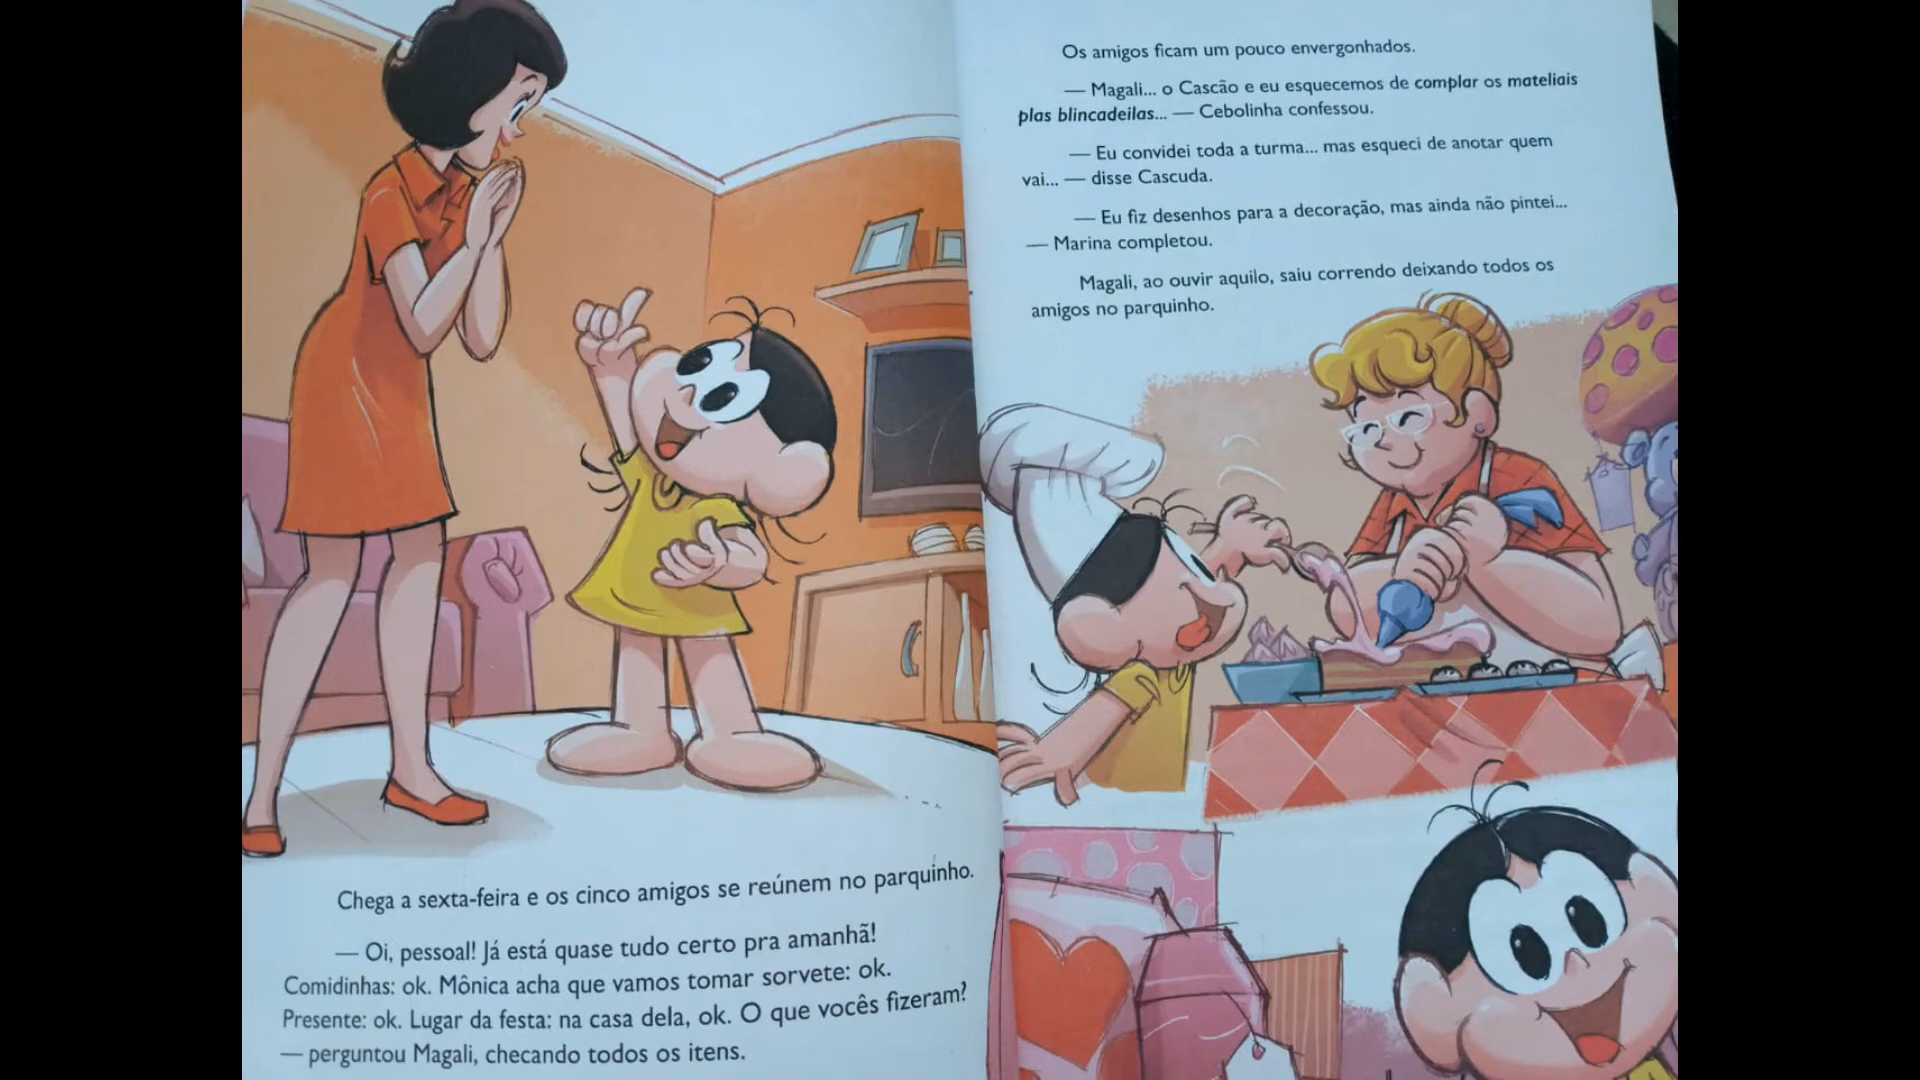 Chega a sexta-feira e os cinco amigos se reúnem no parquinho.
— Oi, pessoal! Já está quase tudo certo pra amanhã!
Comidinhas: ok. Mônica acha que vamos tomar sorvete: ok.
Presente: ok. Lugar da festa: na casa dela, ok. O que vocês fizeram?
— perguntou Magali, checando todos os itens.
Os amigos ficam um pouco envergonhados.
— Magali... o Cascão e eu esquecemos de complar os mateliais
plas blincadeilas... — Cebolinha confessou.
— Eu convidei toda a turma... mas esqueci de anotar quem
vai... — disse Cascuda.
— Eu fiz desenhos para a decoração, mas ainda não pintei...
— Marina completou.
Magali, ao ouvir aquilo, saiu correndo deixando todos os
amigos no parquinho.